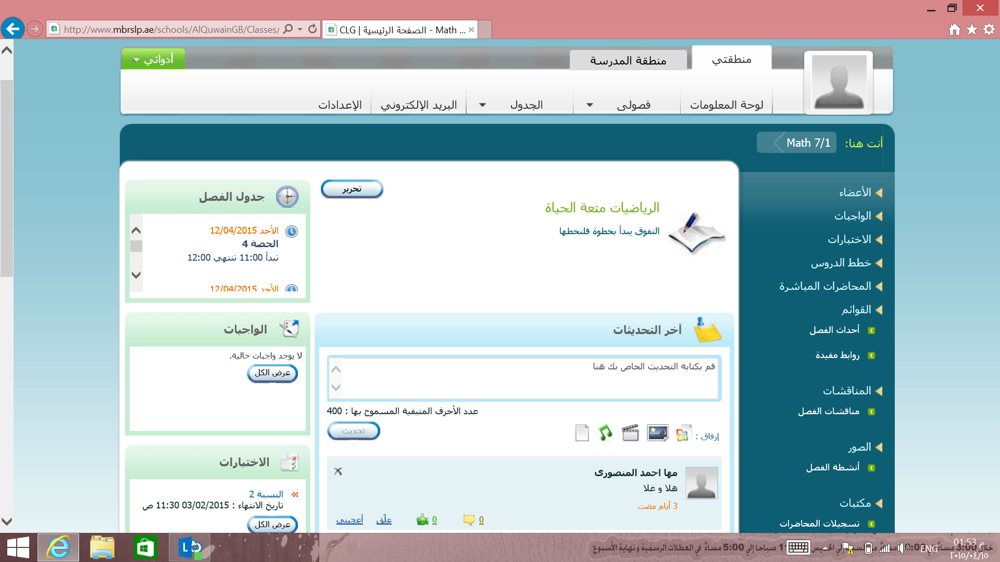 http://www.mbrslp.ae/schools/AlQuwainGB/Classes/
CLG | الصفحة الرئيسية - Math ...
منطقتي
منطقة المدرسة
أدواتي
لوحة المعلومات
فصولى
الجدول
البريد الإلكتروني
الإعدادات
أنت هنا:
Math 7/1
الأعضاء
الواجبات
الاختبارات
خطط الدروس
المحاضرات المباشرة
القوائم
أحداث الفصل
روابط مفيدة
المناقشات
مناقشات الفصل
الصور
أنشطة الفصل
مكتبات
تسجيلات المحاضرات
تحرير
الرياضيات متعة الحياة
التفوق يبدأ بخطوة فلنخطها
آخر التحديثات
قم بكتابة التحديث الخاص بك هنا
عدد الأحرف المتبقية المسموح بها : 400
إرفاق :
تحديث
مها احمد المنصورى
هلا و غلا
3 أيام مضت
0
0
علّق
أعجبنى
جدول الفصل
الأحد 12/04/2015
الحصة 4
تبدأ 11:00 تنتهي 12:00
الأحد 12/04/2015
الواجبات
لا يوجد واجبات حالية.
عرض الكل
الاختبارات
النسبة 2
تاريخ الانتهاء : 03/02/2015 11:30 ص
عرض الكل
صباحا إلي 5:00 مساءً في العطلات الرسمية و نهاية الأسبوع
ENG
01:53 م
٢٠١٥/٠٤/١٥